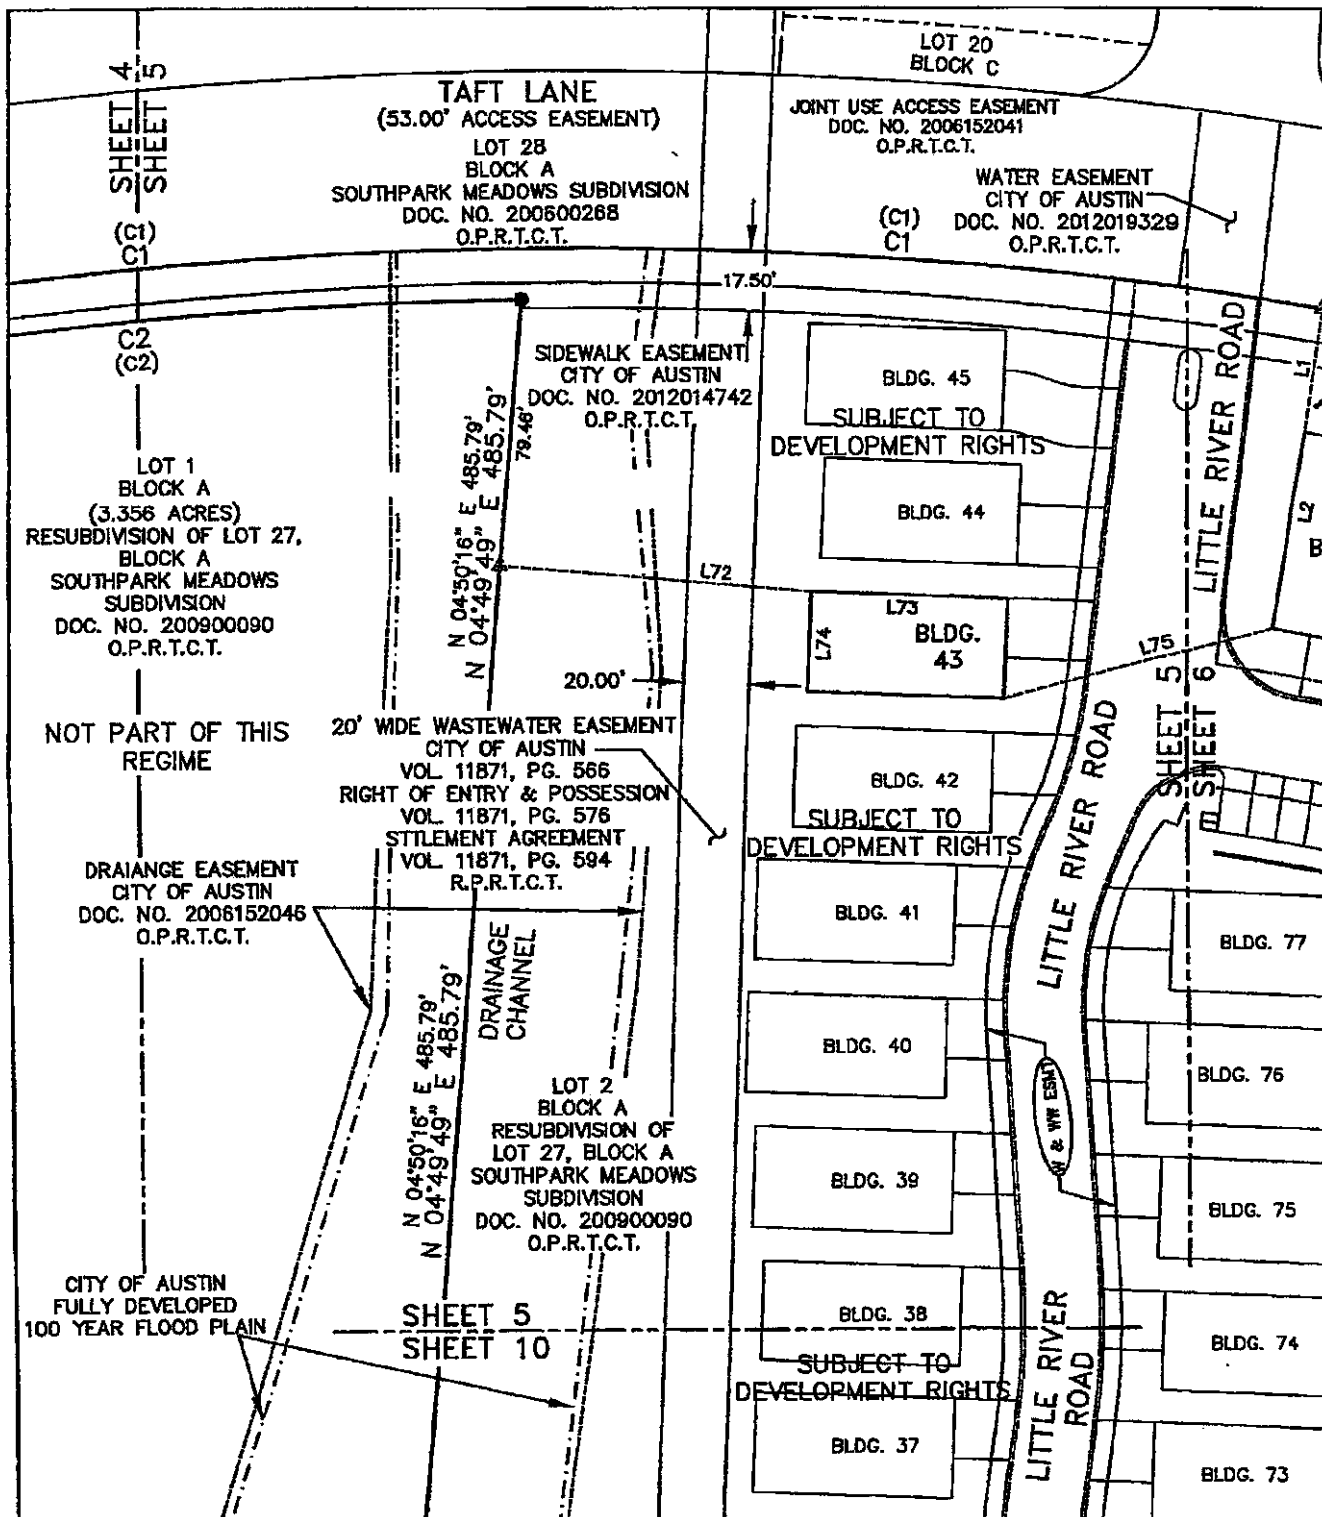 LOT 20
BLOCK C
SHEET 4
SHEET 5
TAFT LANE
(53.00' ACCESS EASEMENT)
LOT 28
BLOCK A
SOUTHPARK MEADOWS SUBDIVISION
DOC. NO. 200600268
O.P.R.T.C.T.
JOINT USE ACCESS EASEMENT
DOC. NO. 2006152041
O.P.R.T.C.T.
WATER EASEMENT
CITY OF AUSTIN
DOC. NO. 2012019329
O.P.R.T.C.T.
(C1)
C1
(C1)
C1
17.50'
C2
(C2)
SIDEWALK EASEMENT
CITY OF AUSTIN
DOC. NO. 2012014742
O.P.R.T.C.T.
N 04°50'16" E 485.79'
N 04°49'49" E 485.79'
79.46'
BLDG. 45
SUBJECT TO
DEVELOPMENT RIGHTS
LITTLE RIVER ROAD
L1
L2
B
LOT 1
BLOCK A
(3.356 ACRES)
RESUBDIVISION OF LOT 27,
BLOCK A
SOUTHPARK MEADOWS
SUBDIVISION
DOC. NO. 200900090
O.P.R.T.C.T.
BLDG. 44
L72
L73
L74
BLDG.
43
L75
20.00'
SHEET 5
SHEET 6
NOT PART OF THIS
REGIME
20' WIDE WASTEWATER EASEMENT
CITY OF AUSTIN
VOL. 11871, PG. 566
RIGHT OF ENTRY & POSSESSION
VOL. 11871, PG. 576
STTLEMENT AGREEMENT
VOL. 11871, PG. 594
R.P.R.T.C.T.
BLDG. 42
SUBJECT TO
DEVELOPMENT RIGHTS
LITTLE RIVER ROAD
DRAIANGE EASEMENT
CITY OF AUSTIN
DOC. NO. 2006152046
O.P.R.T.C.T.
BLDG. 41
BLDG. 77
DRAINAGE
CHANNEL
N 04°50'16" E 485.79'
N 04°49'49" E 485.79'
BLDG. 40
BLDG. 76
W & WW ESMT
LOT 2
BLOCK A
RESUBDIVISION OF
LOT 27, BLOCK A
SOUTHPARK MEADOWS
SUBDIVISION
DOC. NO. 200900090
O.P.R.T.C.T.
BLDG. 39
BLDG. 75
CITY OF AUSTIN
FULLY DEVELOPED
100 YEAR FLOOD PLAIN
SHEET 5
SHEET 10
BLDG. 38
BLDG. 74
SUBJECT TO
DEVELOPMENT RIGHTS
LITTLE RIVER
ROAD
BLDG. 37
BLDG. 73